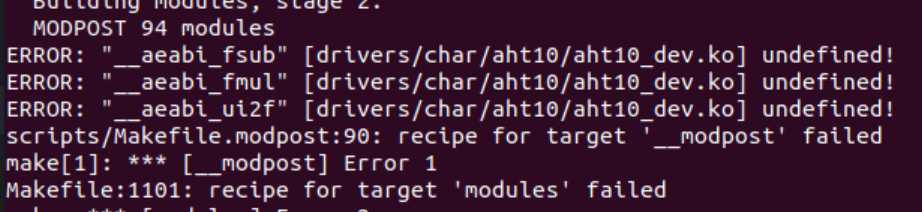 Building modules, stage 2.
MODPOST 94 modules
ERROR: "__aeabi_fsub" [drivers/char/aht10/aht10_dev.ko] undefined!
ERROR: "__aeabi_fmul" [drivers/char/aht10/aht10_dev.ko] undefined!
ERROR: "__aeabi_ui2f" [drivers/char/aht10/aht10_dev.ko] undefined!
scripts/Makefile.modpost:90: recipe for target '__modpost' failed
make[1]: *** [__modpost] Error 1
Makefile:1101: recipe for target 'modules' failed